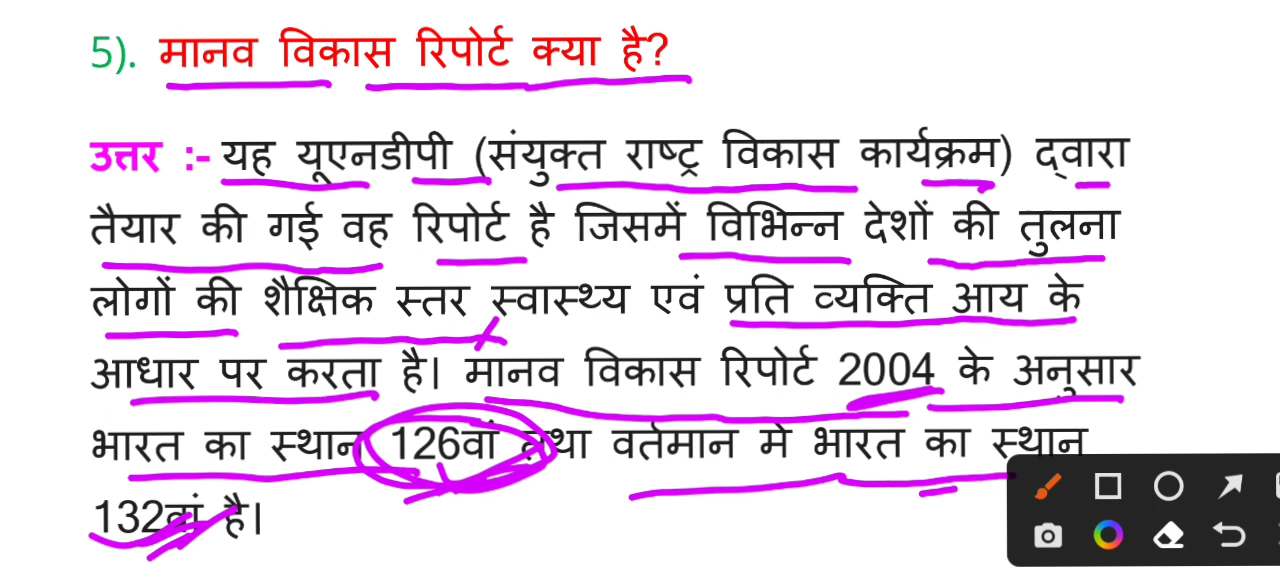 5). मानव विकास रिपोर्ट क्या है?
उत्तर :- यह यूएनडीपी (संयुक्त राष्ट्र विकास कार्यक्रम) द्वारा
तैयार की गई वह रिपोर्ट है जिसमें विभिन्न देशों की तुलना
लोगों की शैक्षिक स्तर स्वास्थ्य एवं प्रति व्यक्ति आय के
आधार पर करता है। मानव विकास रिपोर्ट 2004 के अनुसार
भारत का स्थान 126वां तथा वर्तमान मे भारत का स्थान
132वां है।